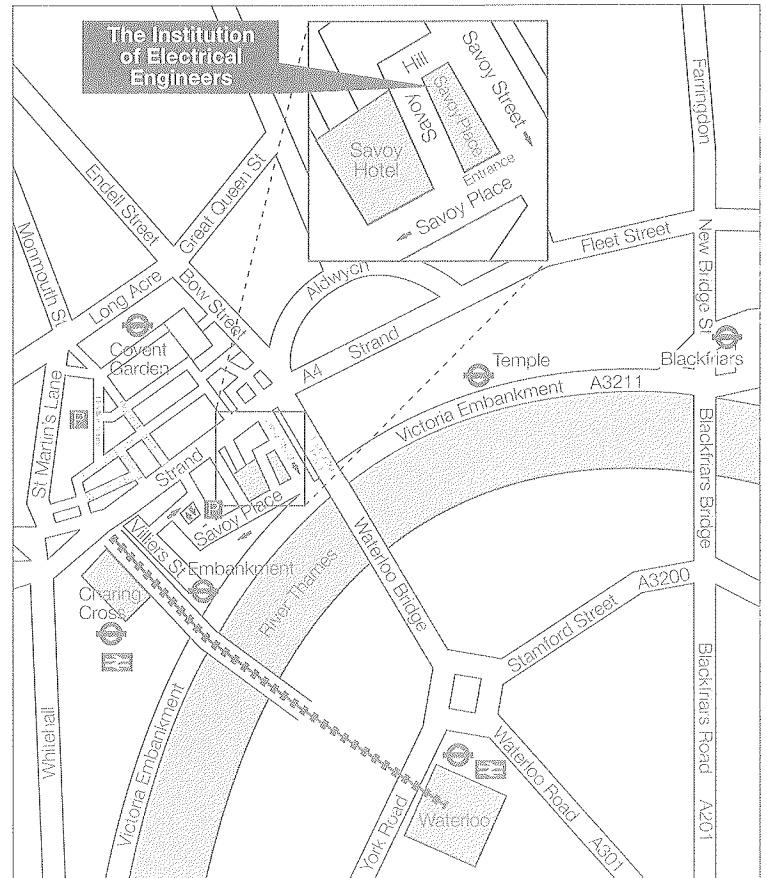 The Institution
of Electrical
Engineers
Hill
Savoy
Savoy Street
Savoy Place
Savoy
Hotel
Entrance
Savoy Place
Farringdon
Endell Street
Great Queen St
Monmouth St
Long Acre
Bow Street
Aldwych
Fleet Street
New Bridge St
Covent
Garden
A4
Strand
Temple
Blackfriars
Victoria Embankment
A3211
St Martin's Lane
P
Strand
P
Savoy Place
Villiers St
Embankment
Charing
Cross
River Thames
Waterloo Bridge
Blackfriars Bridge
A3200
Stamford Street
Whitehall
Victoria Embankment
Blackfriars Road
A201
Waterloo Road
A301
York Road
Waterloo